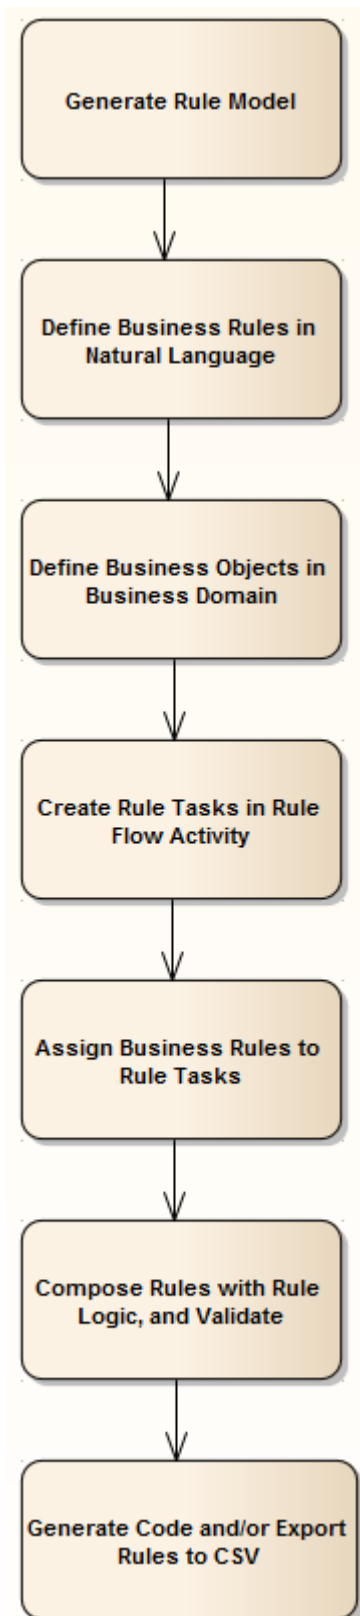 Generate Rule Model
Define Business Rules in
Natural Language
Define Business Objects in
Business Domain
Create Rule Tasks in Rule
Flow Activity
Assign Business Rules to
Rule Tasks
Compose Rules with Rule
Logic, and Validate
Generate Code and/or Export
Rules to CSV